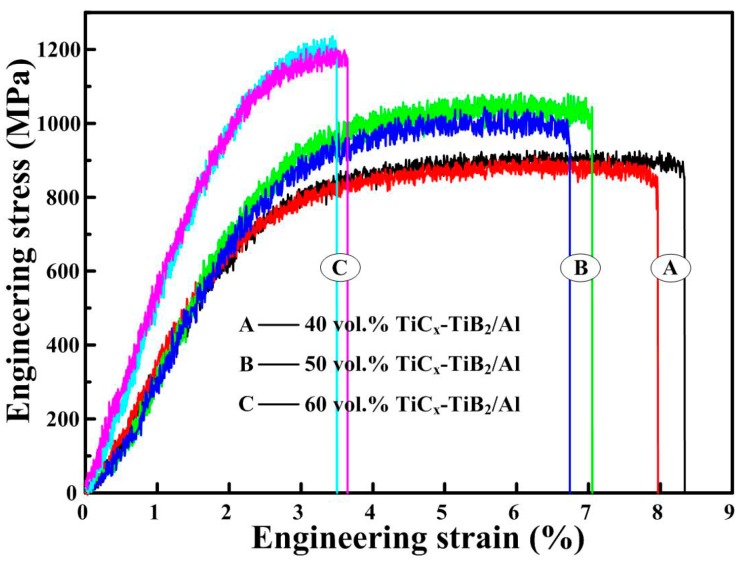 Engineering stress (MPa)
1200
1000
800
600
400
200
0
C
B
A
A — 40 vol.% TiCₓ-TiB₂/Al
B — 50 vol.% TiCₓ-TiB₂/Al
C — 60 vol.% TiCₓ-TiB₂/Al
0 1 2 3 4 5 6 7 8 9
Engineering strain (%)